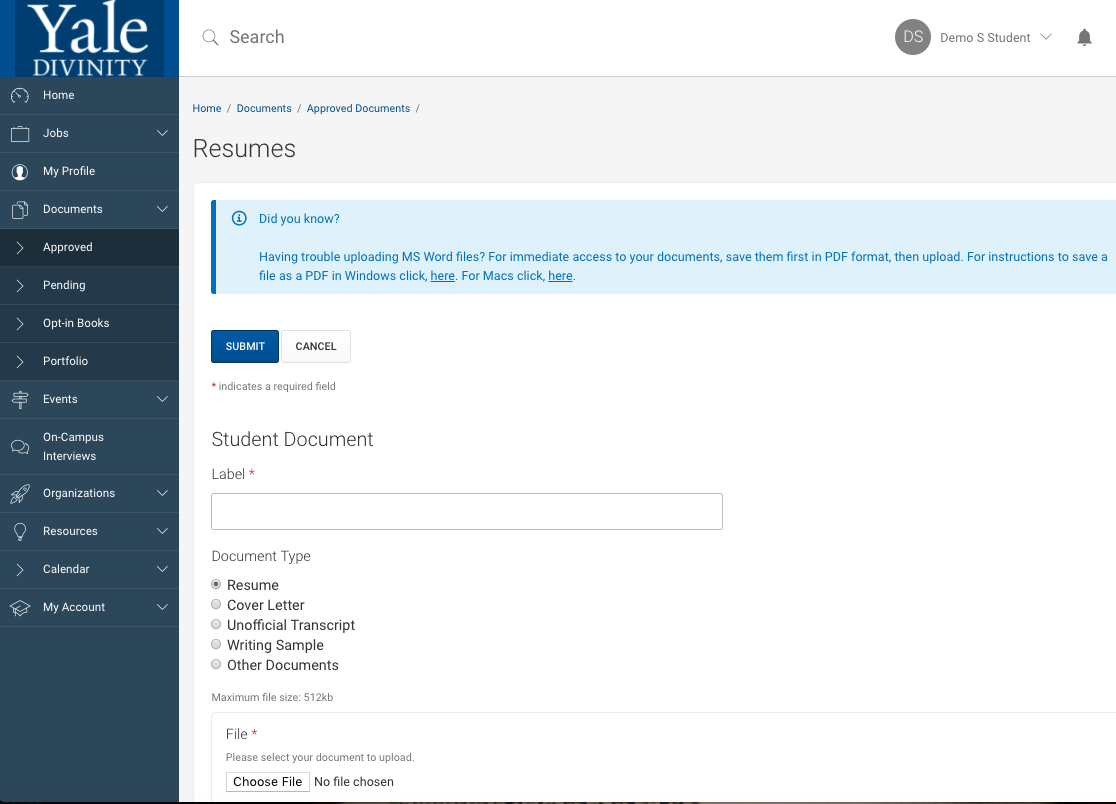 Yale
DIVINITY
Search
DS
Demo S Student
Home
Jobs
My Profile
Documents
Approved
Pending
Opt-in Books
Portfolio
Events
On-Campus
Interviews
Organizations
Resources
Calendar
My Account
Home / Documents / Approved Documents /
Resumes
Did you know?
Having trouble uploading MS Word files? For immediate access to your documents, save them first in PDF format, then upload. For instructions to save a
file as a PDF in Windows click, here. For Macs click, here.
SUBMIT
CANCEL
* indicates a required field
Student Document
Label *
Document Type
Resume
Cover Letter
Unofficial Transcript
Writing Sample
Other Documents
Maximum file size: 512kb
File *
Please select your document to upload.
Choose File No file chosen